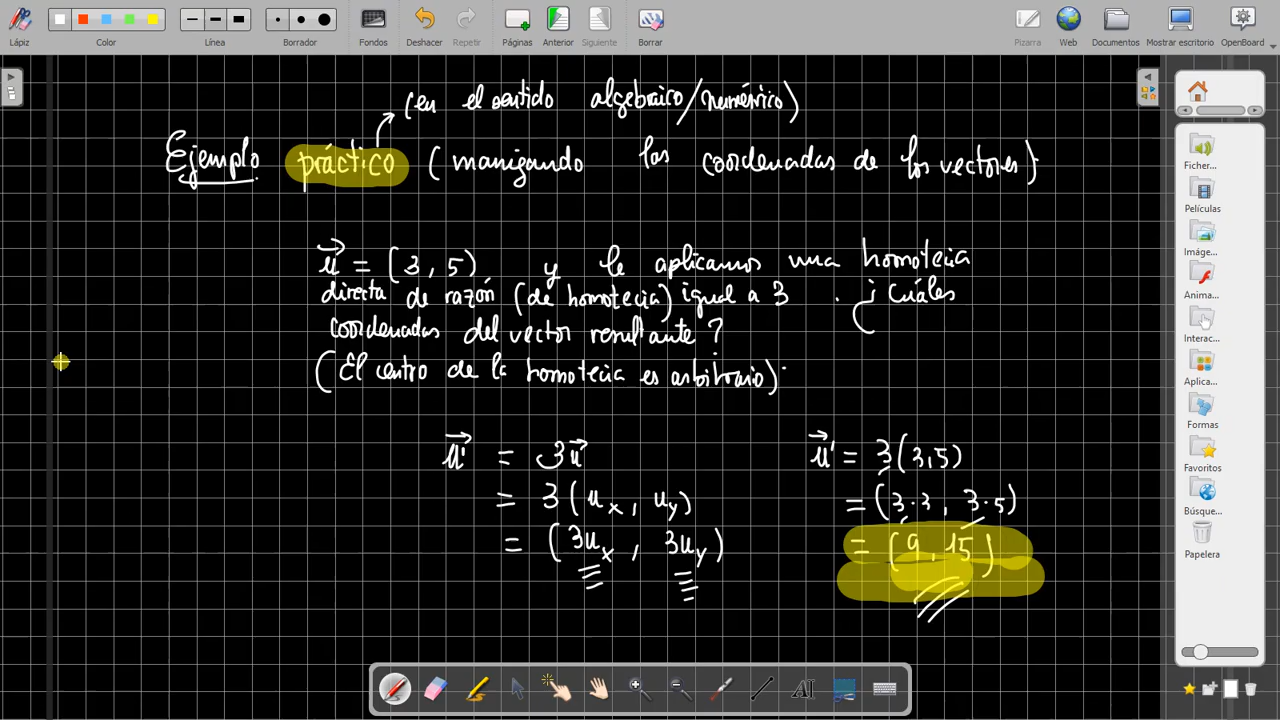 Lápiz Color Línea Borrador Fondos Deshacer Repetir Páginas Anterior Siguiente Borrar Pizarra Web Documentos Mostrar escritorio OpenBoard
(en el sentido algebraico/numérico)
Ejemplo práctico (manigando las coordenadas de los vectores):
u⃗ = (3, 5), y le aplicamos una homotecia
directa de razón (de homotecia) igual a 3. ¿Cuáles
coordenadas del vector resultante?
(El centro de la homotecia es arbitrario).
u⃗' = 3u⃗
= 3(uₓ, u_y)
= (3uₓ, 3u_y)
u⃗' = 3(3,5)
= (3·3, 3·5)
= (9, 15)
Ficher...
Películas
Imáge...
Anima...
Interac...
Aplica...
Formas
Favoritos
Búsque...
Papelera
AI